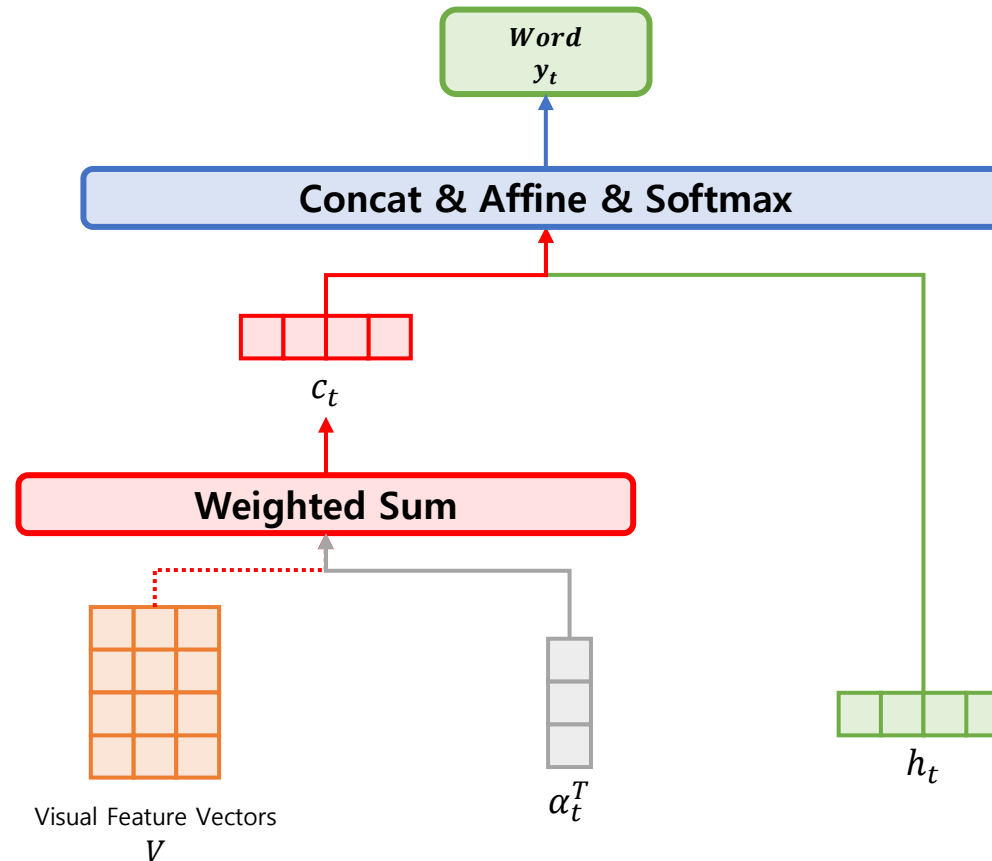 Word
y_t
Concat & Affine & Softmax
c_t
Weighted Sum
α_t^T
h_t
Visual Feature Vectors
V